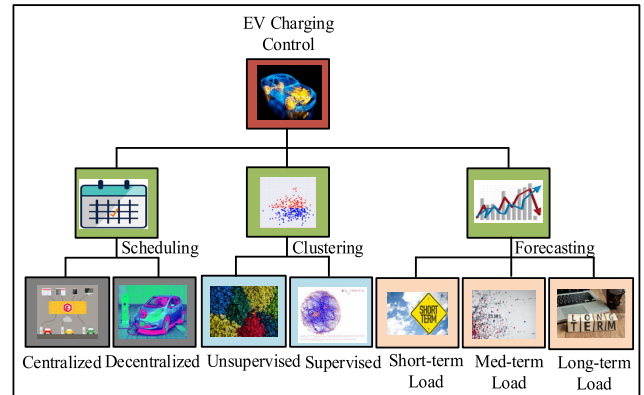 EV Charging
Control
Scheduling
Clustering
Forecasting
SHORT
TERM
LONG
TERM
Centralized
Decentralized
Unsupervised
Supervised
Short-term
Load
Med-term
Load
Long-term
Load